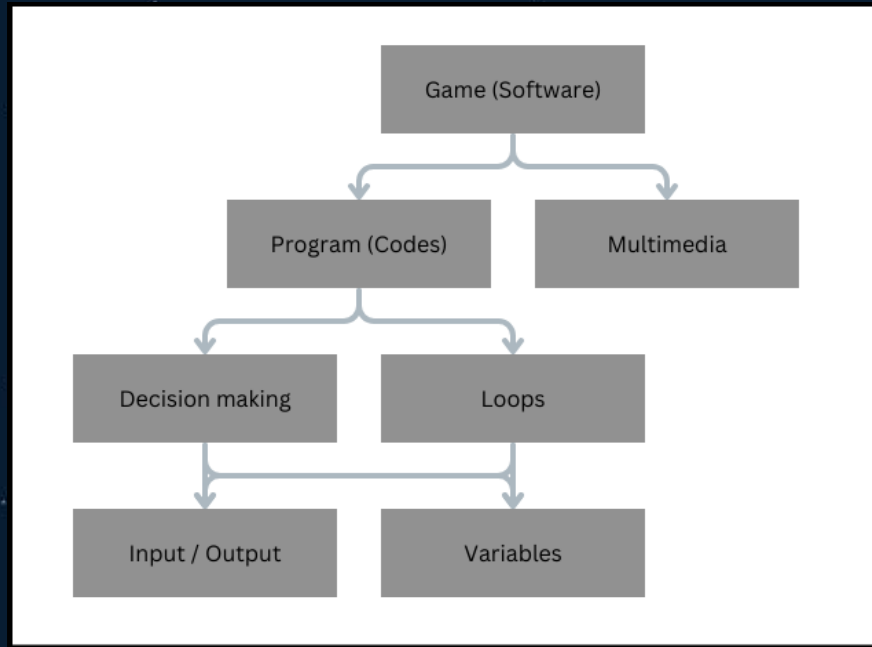 Game (Software)
Program (Codes)
Multimedia
Decision making
Loops
Input / Output
Variables